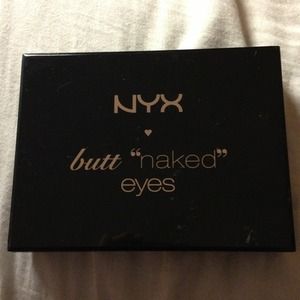 NYX
♥
butt "naked"
eyes